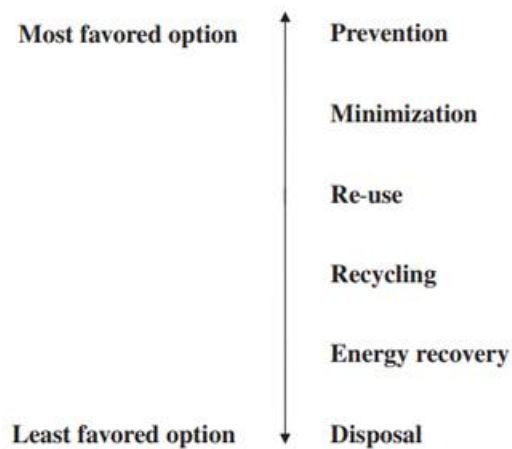 Most favored option Prevention
Minimization
Re-use
Recycling
Energy recovery
Least favored option Disposal